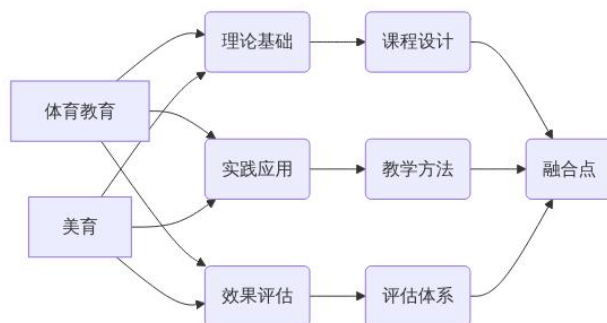 体育教育
美育
理论基础
实践应用
效果评估
课程设计
教学方法
评估体系
融合点